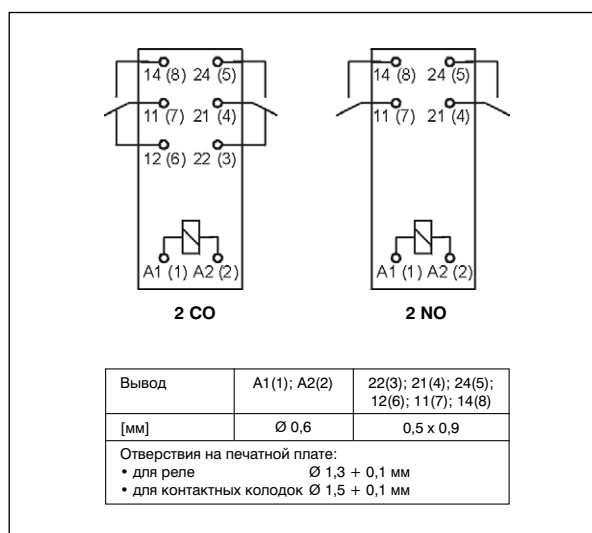 14 (8) 24 (5) 14 (8) 24 (5)
11 (7) 21 (4) 11 (7) 21 (4)
12 (6) 22 (3)
A1 (1) A2 (2) A1 (1) A2 (2)
2 CO 2 NO
Вывод A1(1); A2(2) 22(3); 21(4); 24(5);
12(6); 11(7); 14(8)
[мм] Ø 0,6 0,5 x 0,9
Отверстия на печатной плате:
• для реле Ø 1,3 + 0,1 мм
• для контактных колодок Ø 1,5 + 0,1 мм